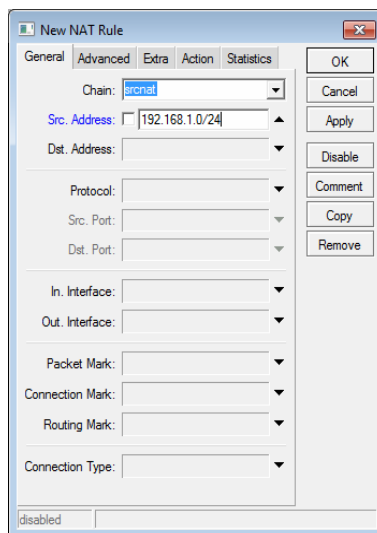 New NAT Rule
General Advanced Extra Action Statistics
OK
Chain: srcnat
Cancel
Src. Address: 192.168.1.0/24
Apply
Dst. Address:
Disable
Protocol:
Comment
Src. Port:
Copy
Dst. Port:
Remove
In. Interface:
Out. Interface:
Packet Mark:
Connection Mark:
Routing Mark:
Connection Type:
disabled